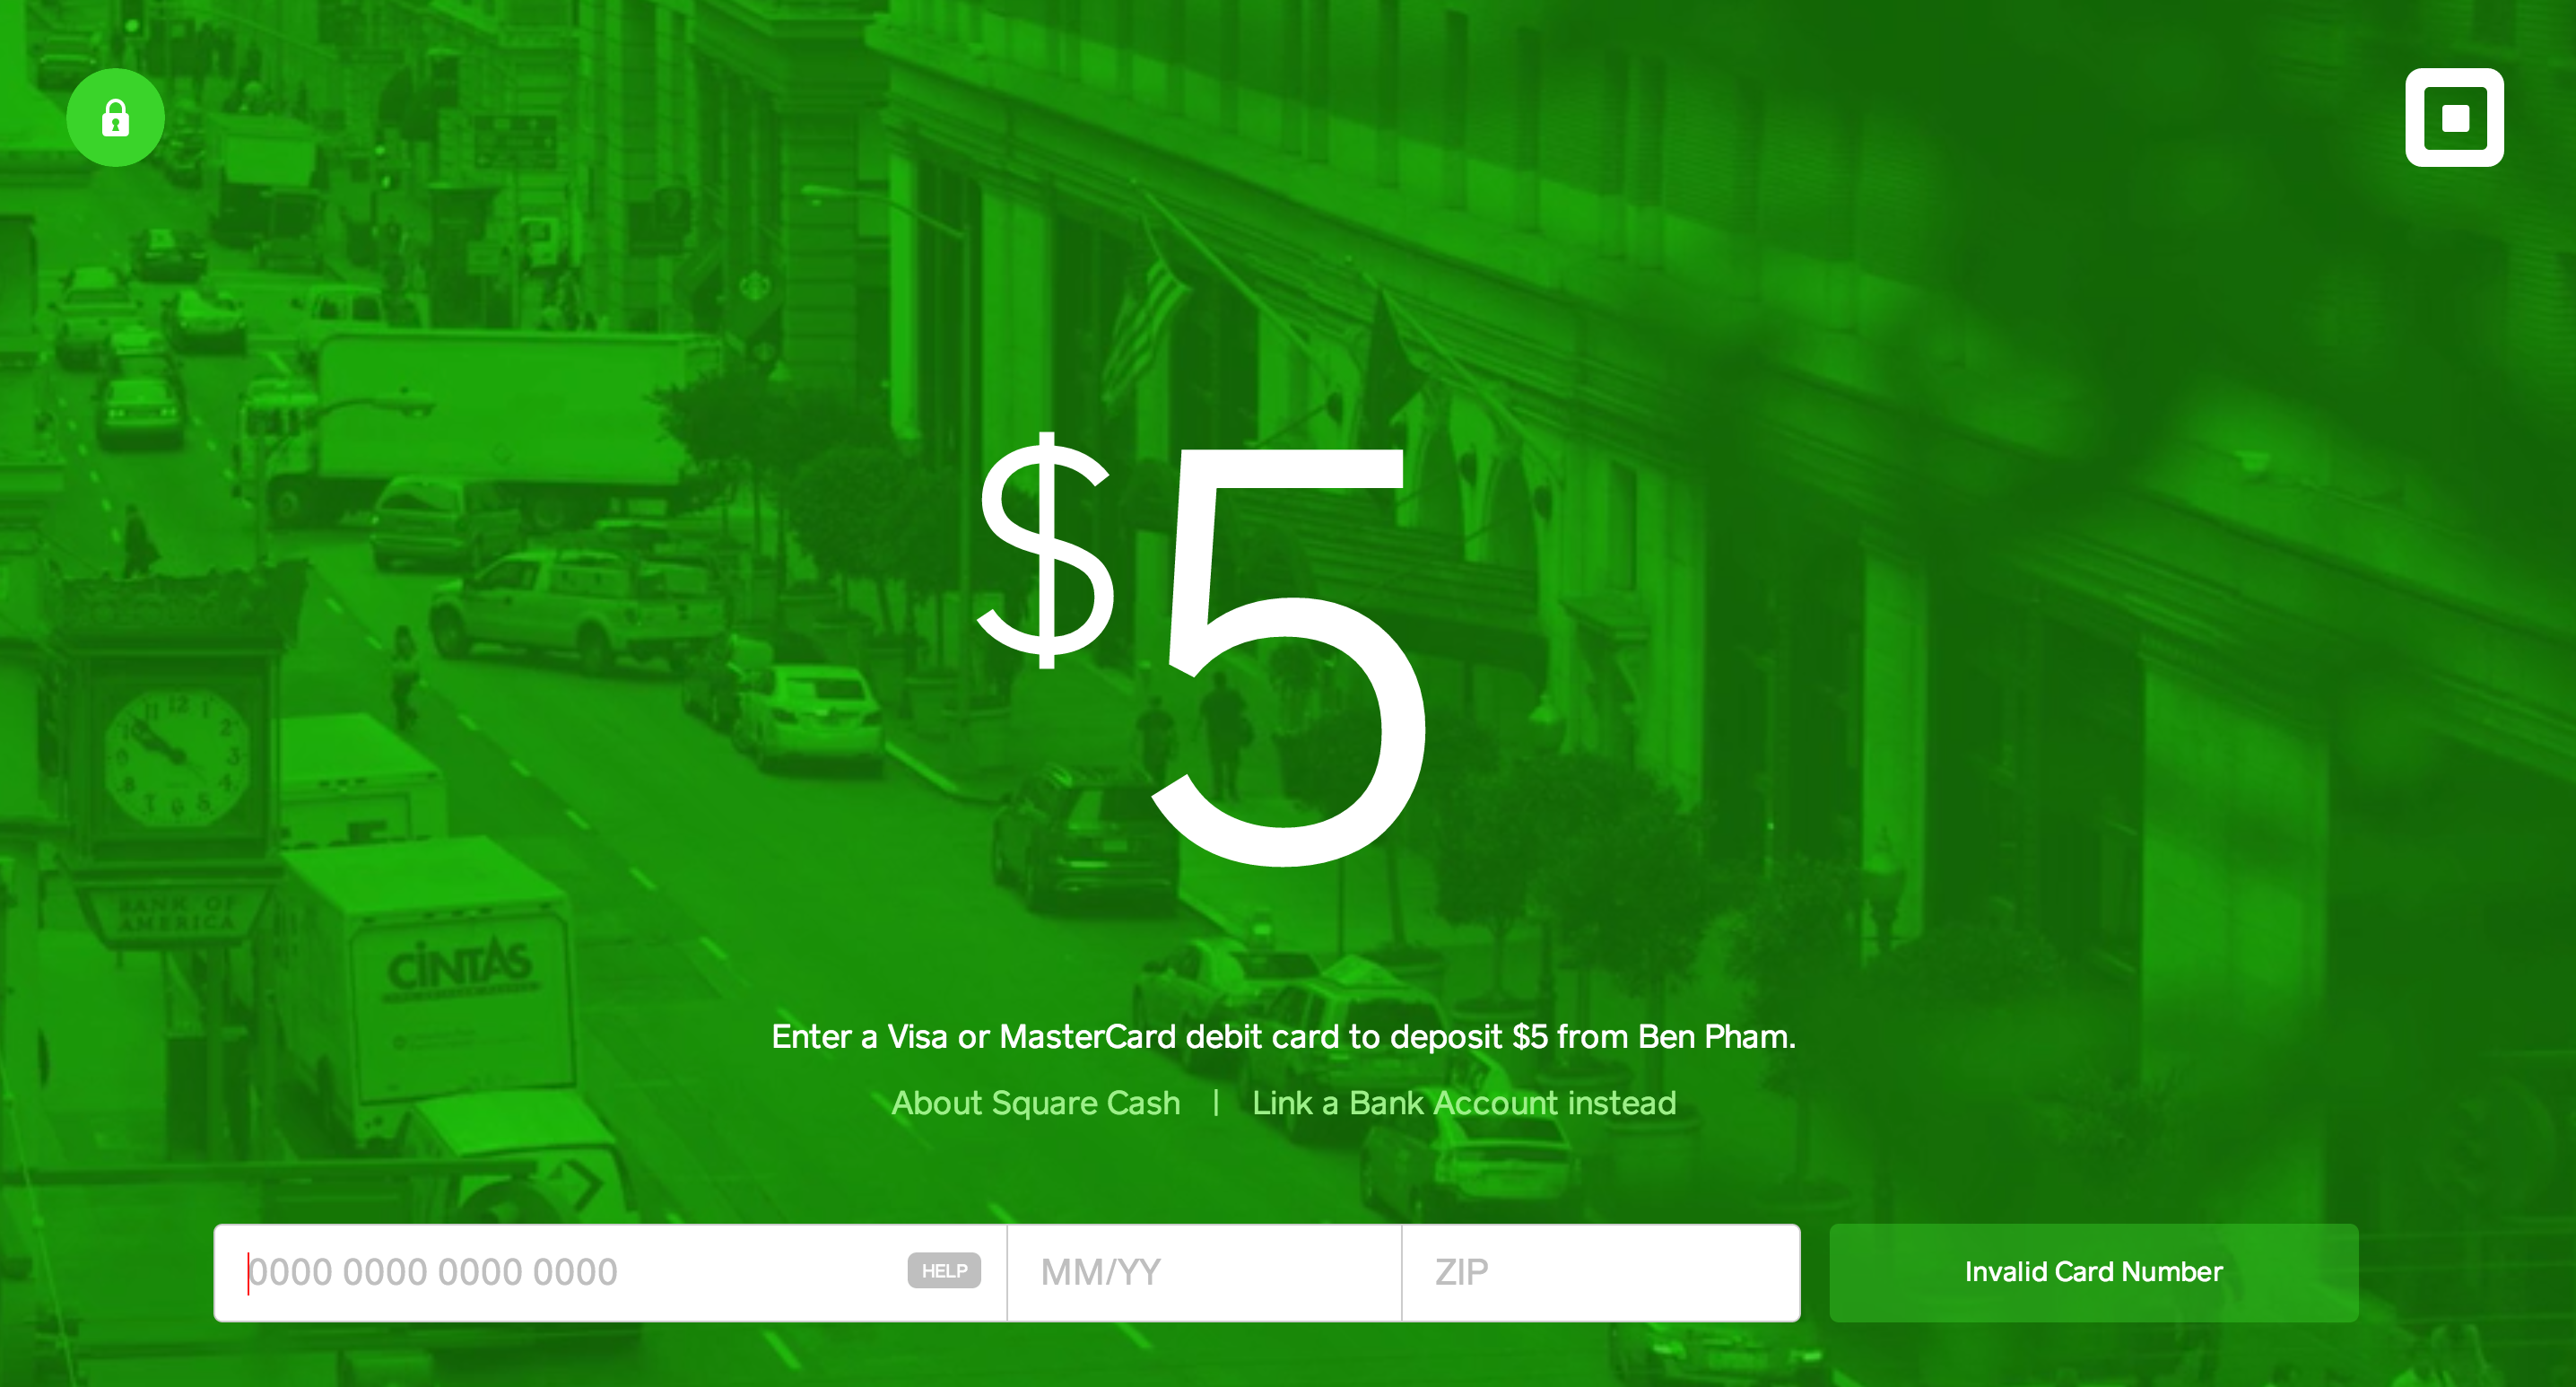 $5
12
BANK OF
AMERICA
CINTAS
Enter a Visa or MasterCard debit card to deposit $5 from Ben Pham.
About Square Cash | Link a Bank Account instead
0000 0000 0000 0000 HELP MM/YY ZIP Invalid Card Number